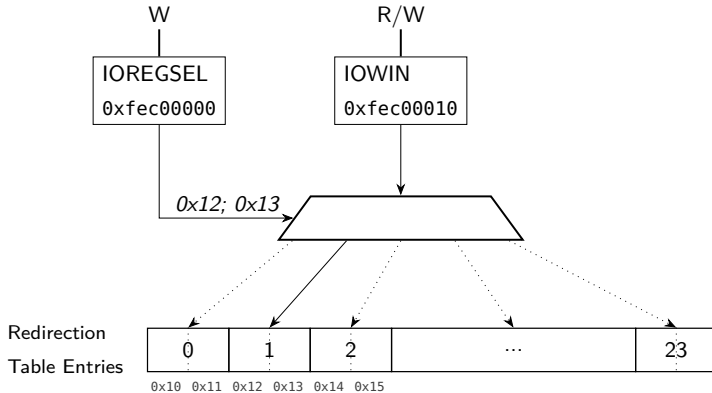 W
R/W
IOREGSEL
0xfec00000
IOWIN
0xfec00010
0x12; 0x13
Redirection
Table Entries
0
1
2
...
23
0x10 0x11 0x12 0x13 0x14 0x15